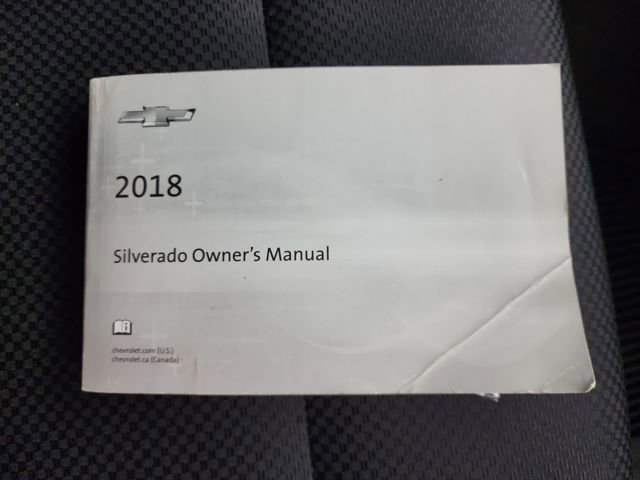 2018
Silverado Owner's Manual
chevrolet.com (U.S.)
chevrolet.ca (Canada)